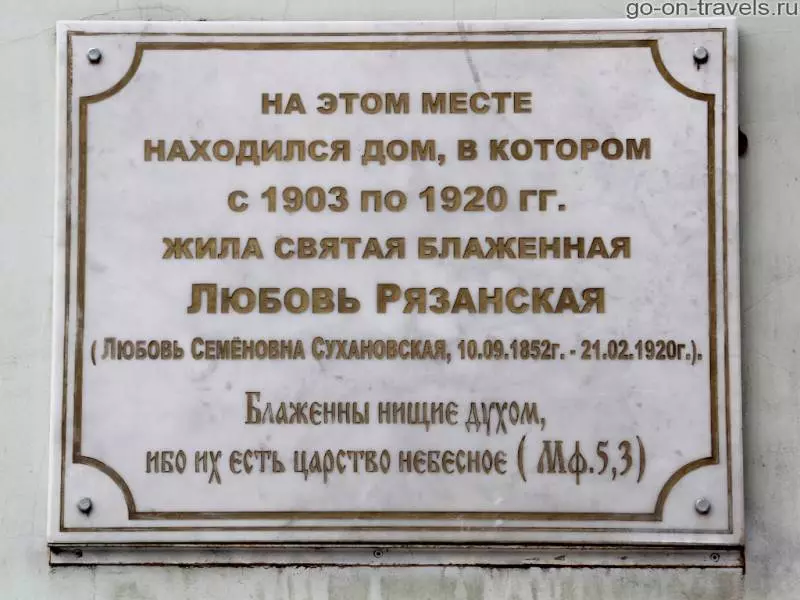 go-on-travels.ru
НА ЭТОМ МЕСТЕ
НАХОДИЛСЯ ДОМ, В КОТОРОМ
С 1903 ПО 1920 ГГ.
ЖИЛА СВЯТАЯ БЛАЖЕННАЯ
ЛЮБОВЬ РЯЗАНСКАЯ
( ЛЮБОВЬ СЕМЁНОВНА СУХАНОВСКАЯ, 10.09.1852г. - 21.02.1920г.).
Блаженны нищие духом,
ибо их есть царство небесное ( Мф.5,3)